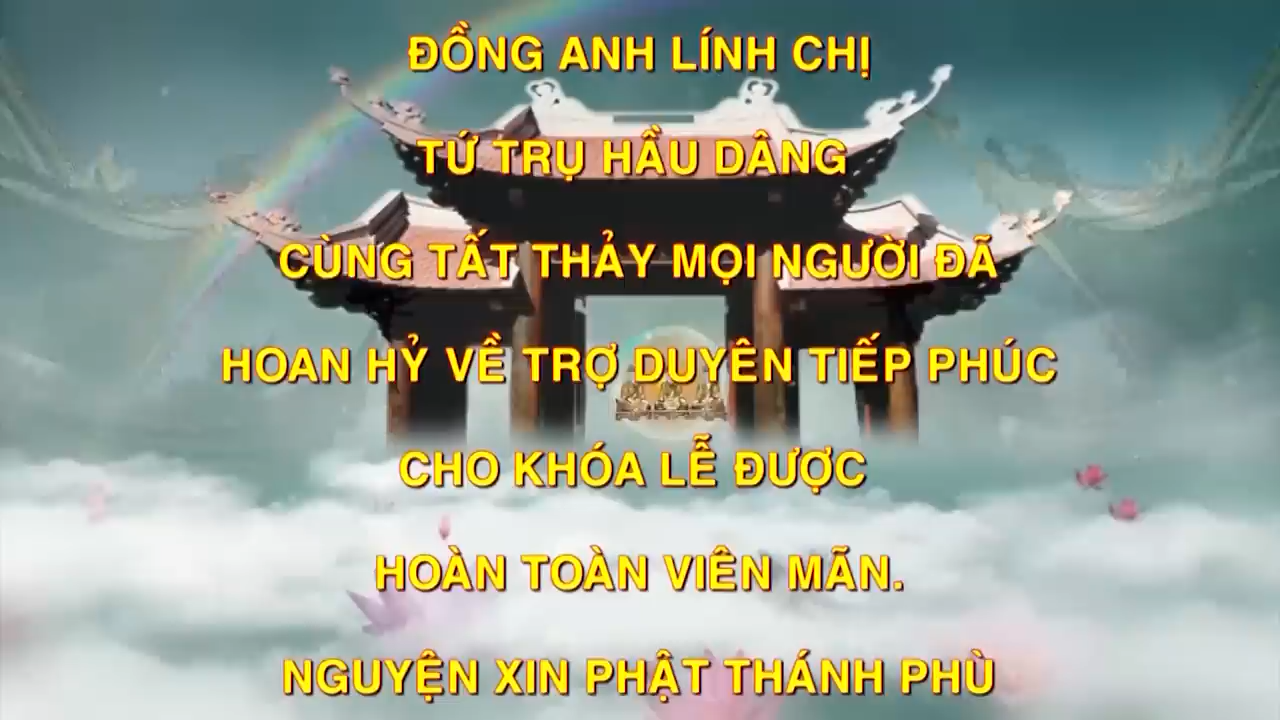 ĐỒNG ANH LÍNH CHỊ
TỨ TRỤ HẦU DÂNG
CÙNG TẤT THẢY MỌI NGƯỜI ĐÃ
HOAN HỶ VỀ TRỢ DUYÊN TIẾP PHÚC
CHO KHÓA LỄ ĐƯỢC
HOÀN TOÀN VIÊN MÃN.
NGUYỆN XIN PHẬT THÁNH PHÙ